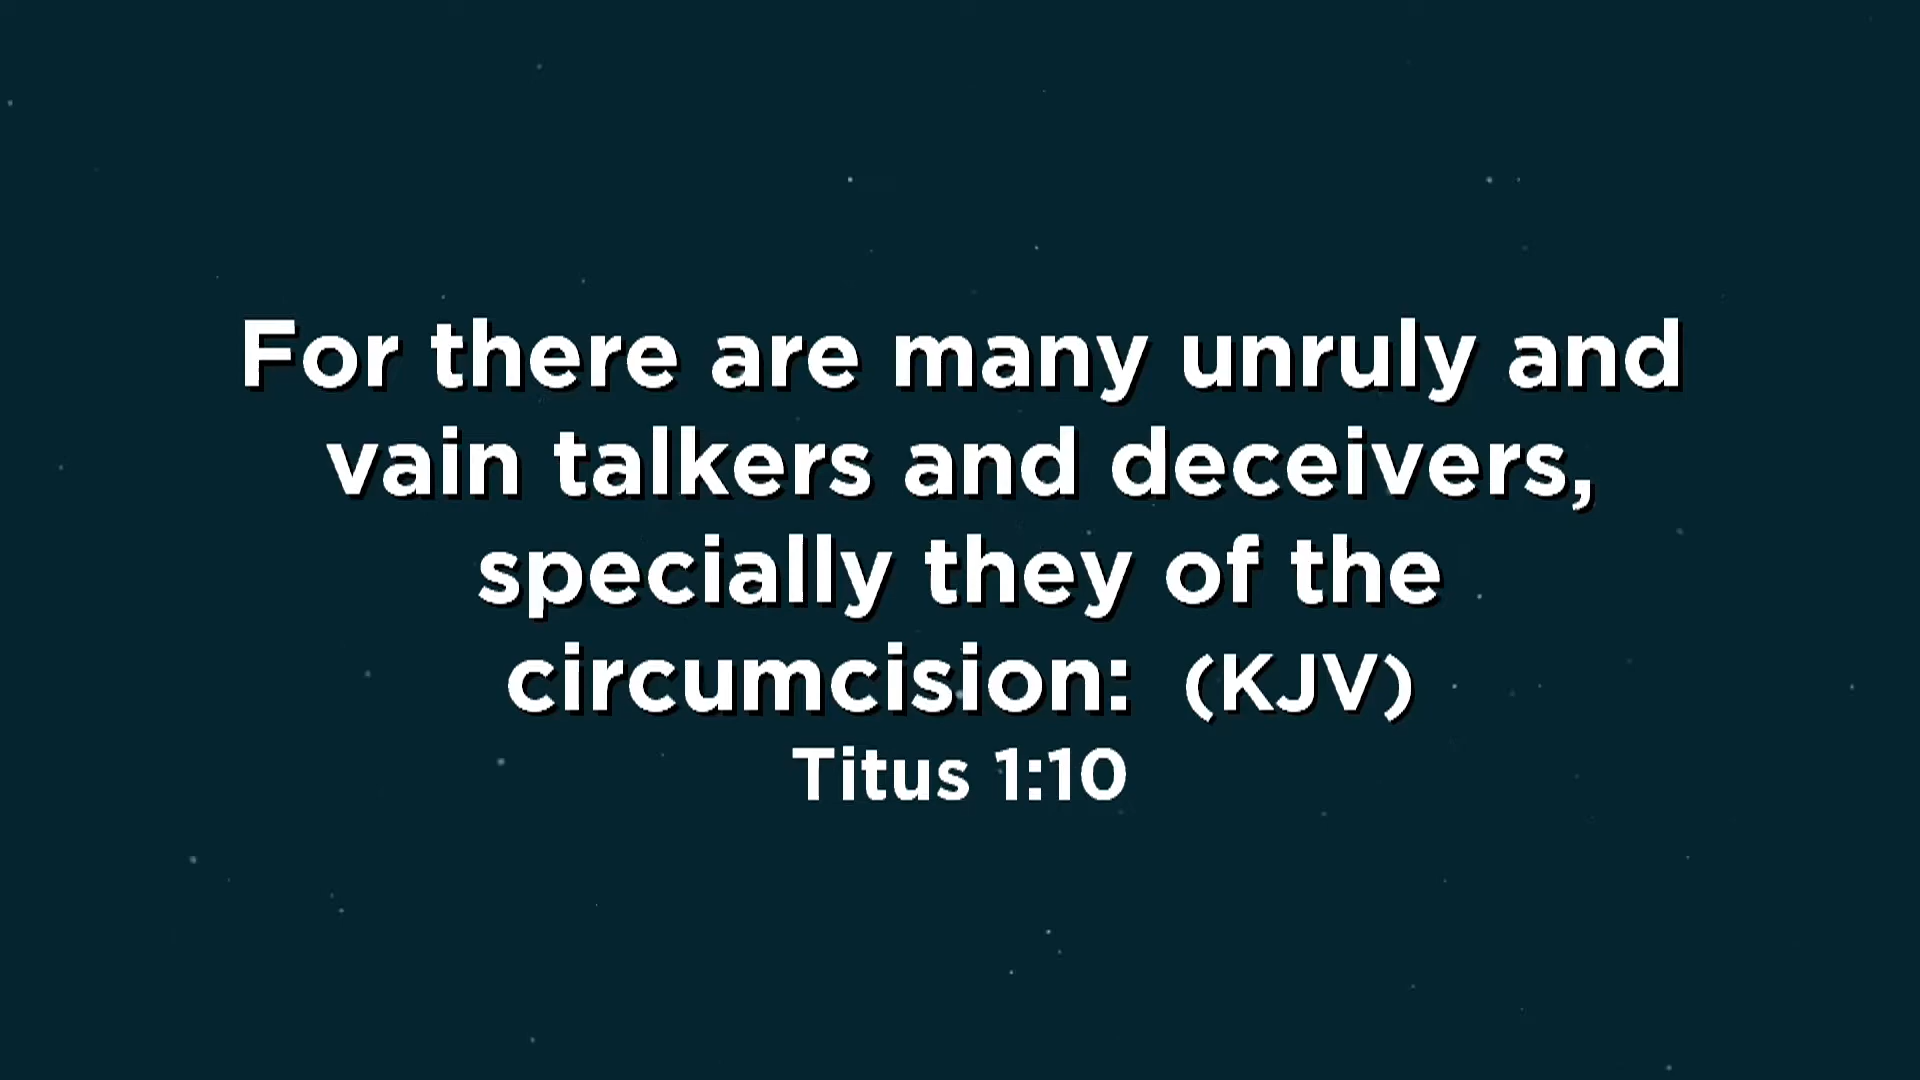 For there are many unruly and
vain talkers and deceivers,
specially they of the
circumcision: (KJV)
Titus 1:10